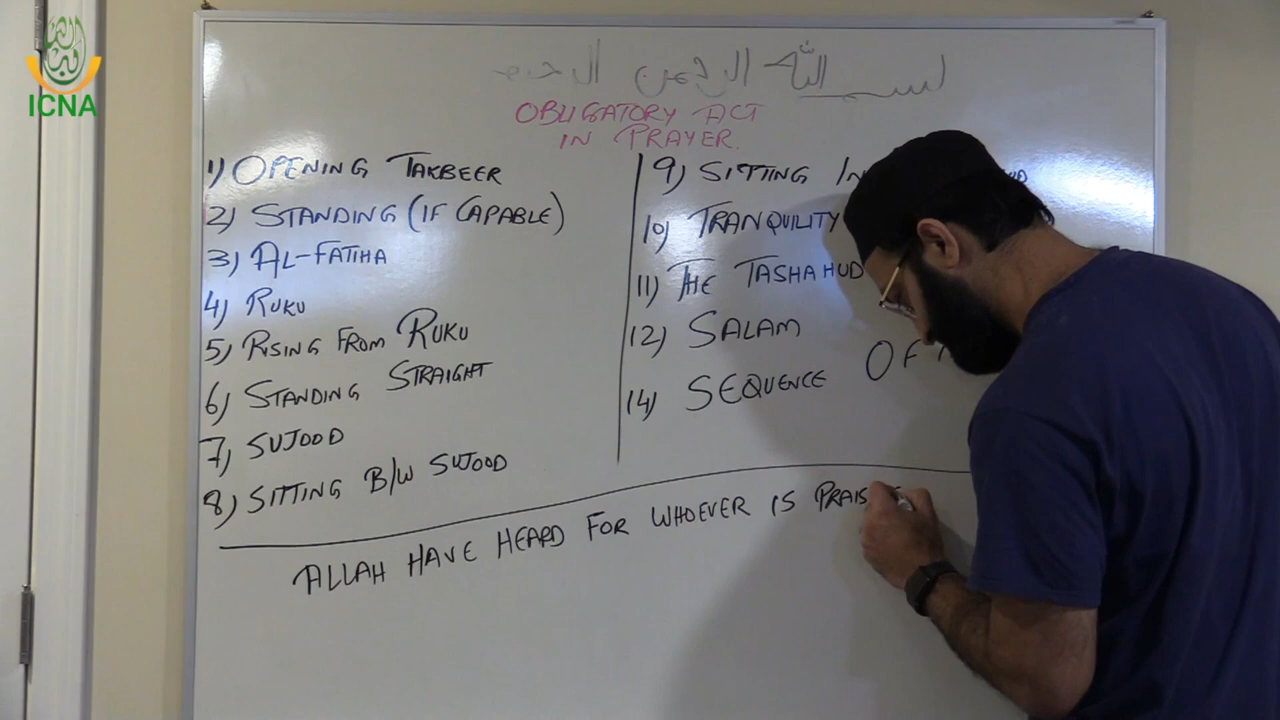 ICNA
بسم الله الرحمن الرحيم
OBLIGATORY ACT
IN PRAYER.
1) OPENING TAKBEER
2) STANDING (IF CAPABLE)
3) AL-FATIHA
4) RUKU
5) RISING FROM RUKU
6) STANDING STRAIGHT
7) SUJOOD
8) SITTING B/W SUJOOD
9) SITTING IN
10) TRANQUILITY
11) THE TASHAHUD
12) SALAM
14) SEQUENCE OF
ALLAH HAVE HEARD FOR WHOEVER IS PRAIS